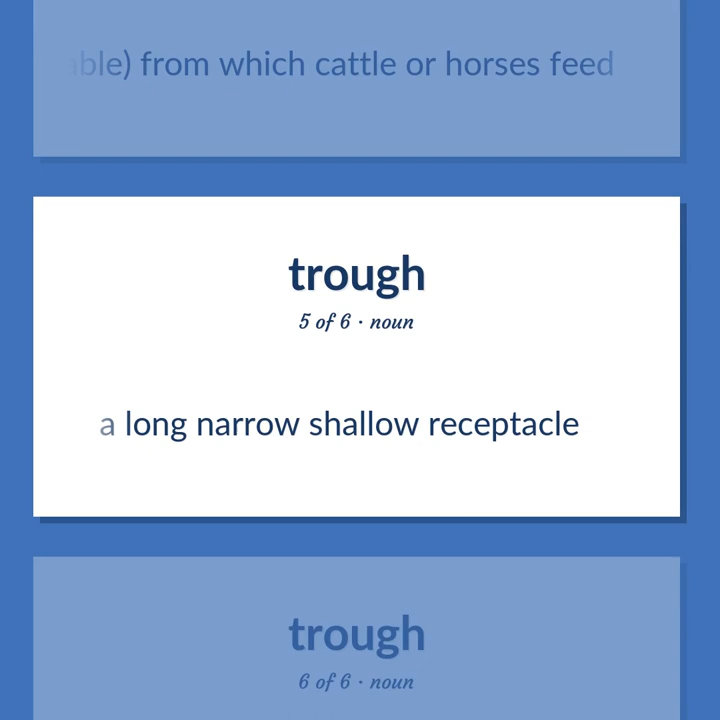 from which cattle or horses feed
trough
5 of 6 · noun
a long narrow shallow receptacle
trough
6 of 6 · noun